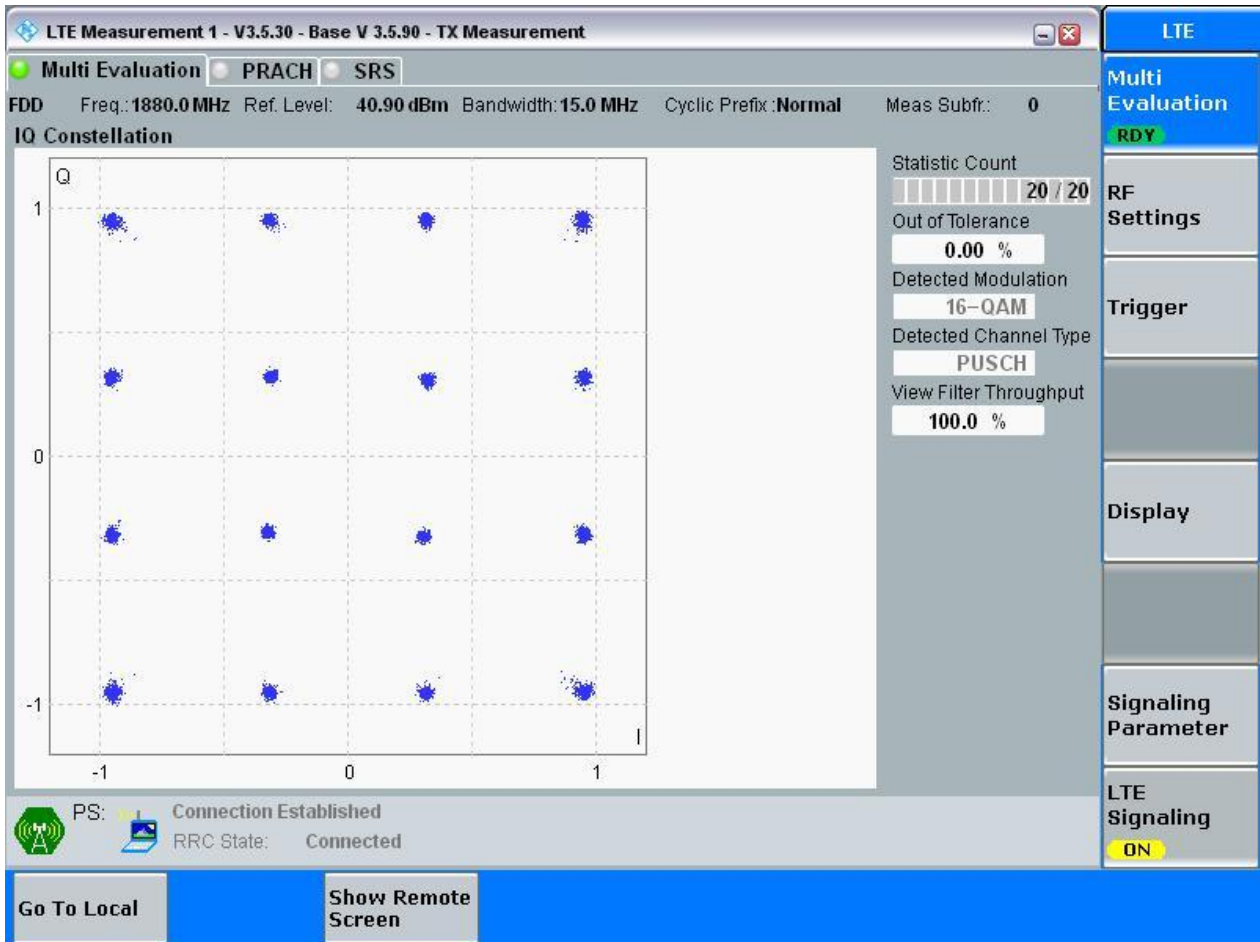 LTE Measurement 1 - V3.5.30 - Base V 3.5.90 - TX Measurement
LTE
Multi Evaluation PRACH SRS
Multi
Evaluation
RDY
FDD Freq.: 1880.0 MHz Ref. Level: 40.90 dBm Bandwidth: 15.0 MHz Cyclic Prefix : Normal Meas Subfr.: 0
IQ Constellation
Q
1
0
-1
-1 0 1
I
Statistic Count
20 / 20
Out of Tolerance
0.00 %
Detected Modulation
16-QAM
Detected Channel Type
PUSCH
View Filter Throughput
100.0 %
RF
Settings
Trigger
Display
Signaling
Parameter
LTE
Signaling
ON
PS: Connection Established
RRC State: Connected
Go To Local
Show Remote
Screen